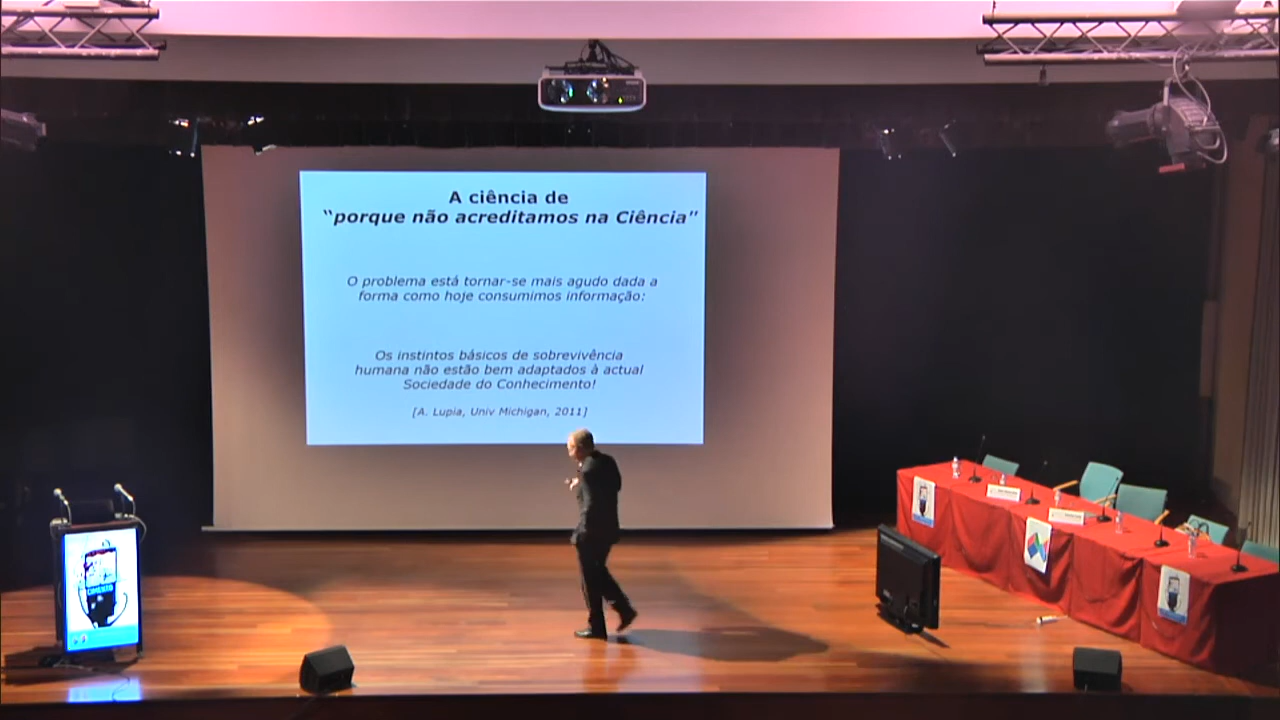 A ciência de
“porque não acreditamos na Ciência”
O problema está tornar-se mais agudo dada a
forma como hoje consumimos informação:
Os instintos básicos de sobrevivência
humana não estão bem adaptados à actual
Sociedade do Conhecimento!
[A. Lupia, Univ Michigan, 2011]
CIMENTO